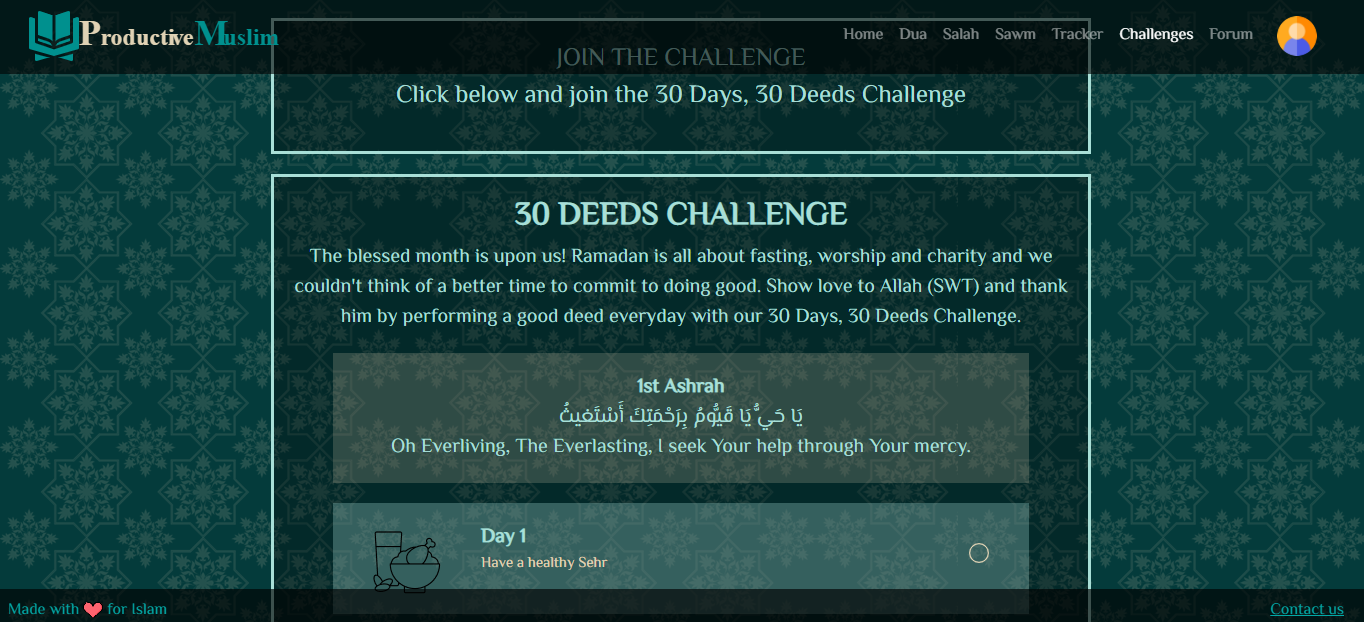 ProductiveMuslim
Home Dua Salah Sawm Tracker Challenges Forum
JOIN THE CHALLENGE
Click below and join the 30 Days, 30 Deeds Challenge
30 DEEDS CHALLENGE
The blessed month is upon us! Ramadan is all about fasting, worship and charity and we
couldn't think of a better time to commit to doing good. Show love to Allah (SWT) and thank
him by performing a good deed everyday with our 30 Days, 30 Deeds Challenge.
1st Ashrah
يَا حَيُّ يَا قَيُّومُ بِرَحْمَتِكَ أَسْتَغيثُ
Oh Everliving, The Everlasting, I seek Your help through Your mercy.
Day 1
Have a healthy Sehr
Made with ❤ for Islam
Contact us